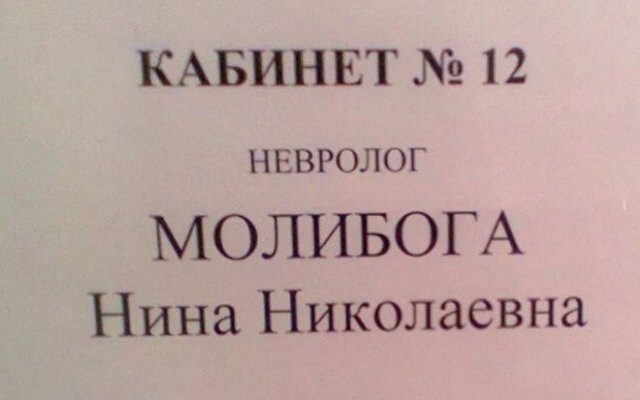 КАБИНЕТ № 12
НЕВРОЛОГ
МОЛИБОГА
Нина Николаевна